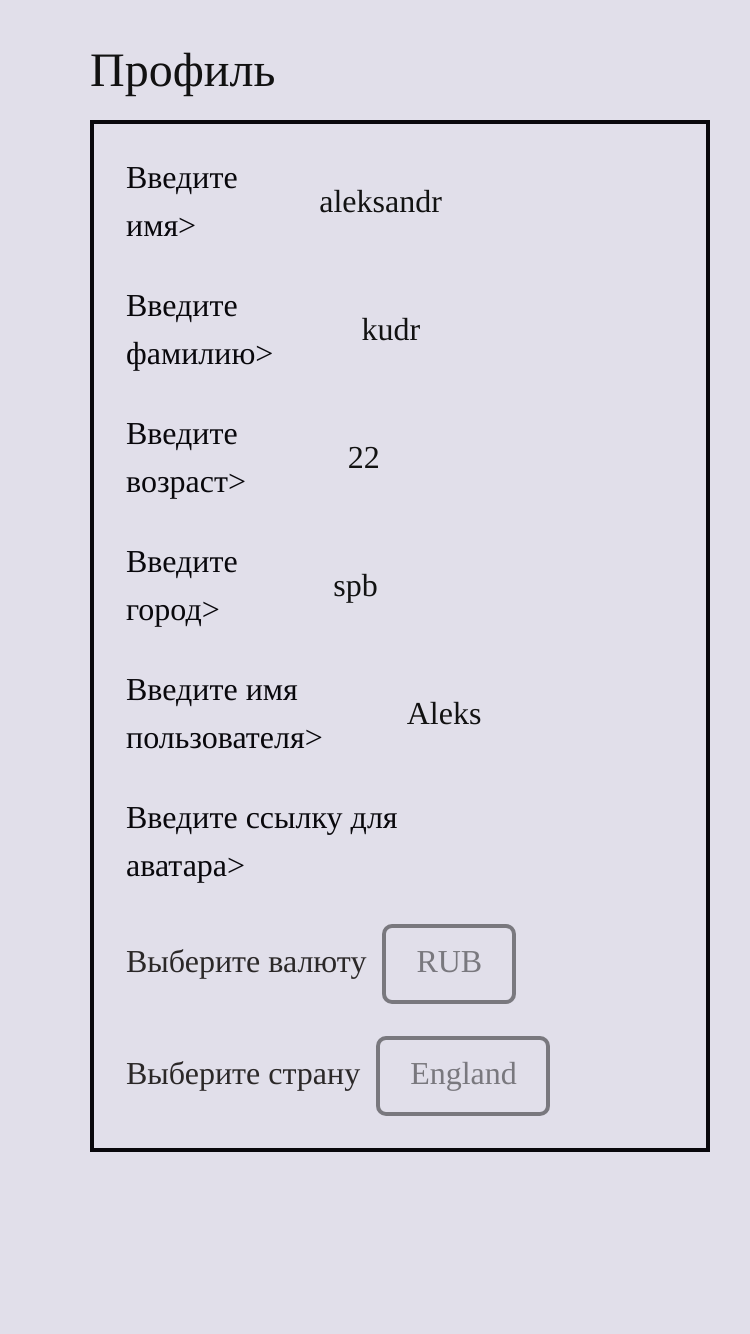 Профиль
Введите
имя>
aleksandr
Введите
фамилию>
kudr
Введите
возраст>
22
Введите
город>
spb
Введите имя
пользователя>
Aleks
Введите ссылку для
аватара>
Выберите валюту RUB
Выберите страну England